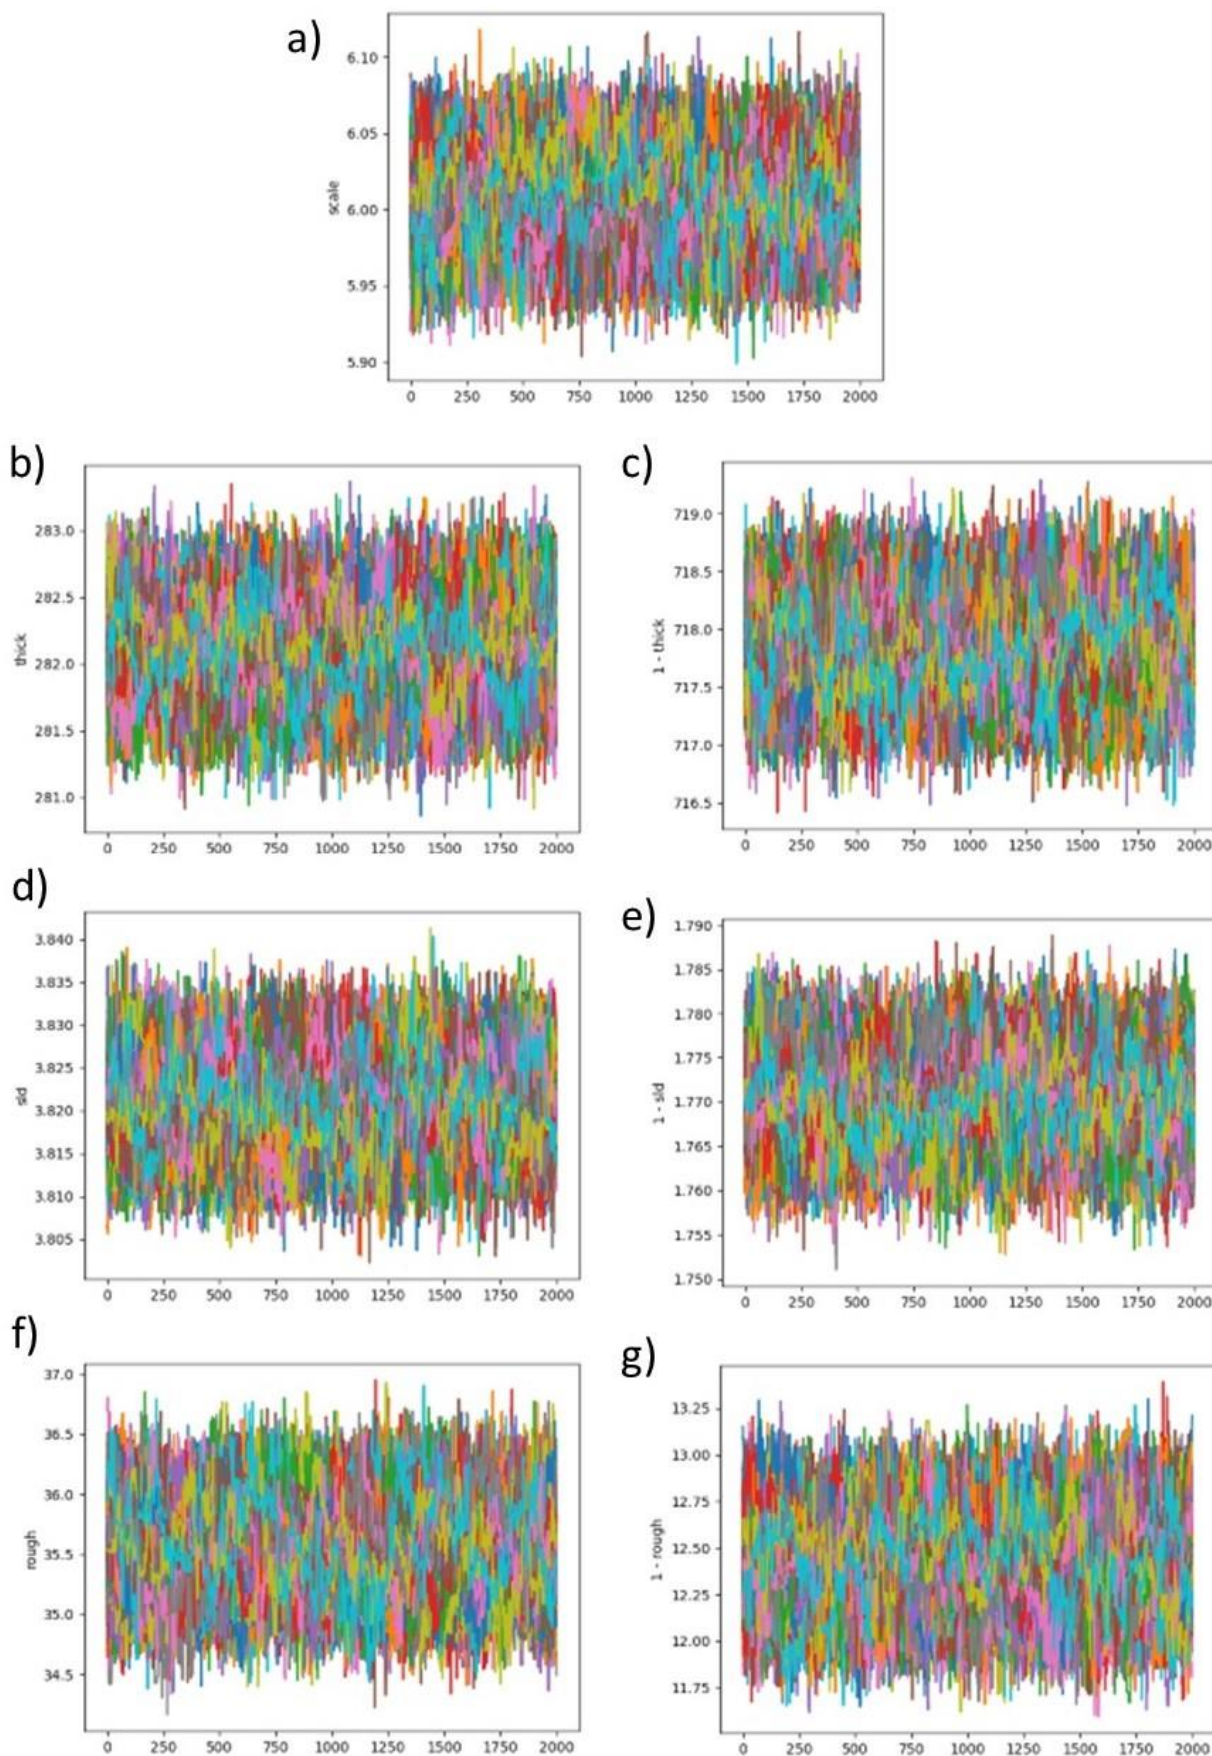 a)
scale
6.10
6.05
6.00
5.95
5.90
0 250 500 750 1000 1250 1500 1750 2000
b)
thick
283.0
282.5
282.0
281.5
281.0
0 250 500 750 1000 1250 1500 1750 2000
c)
1 - thick
719.0
718.5
718.0
717.5
717.0
716.5
0 250 500 750 1000 1250 1500 1750 2000
d)
sld
3.840
3.835
3.830
3.825
3.820
3.815
3.810
3.805
0 250 500 750 1000 1250 1500 1750 2000
e)
1 - sld
1.790
1.785
1.780
1.775
1.770
1.765
1.760
1.755
1.750
0 250 500 750 1000 1250 1500 1750 2000
f)
rough
37.0
36.5
36.0
35.5
35.0
34.5
0 250 500 750 1000 1250 1500 1750 2000
g)
1 - rough
13.25
13.00
12.75
12.50
12.25
12.00
11.75
0 250 500 750 1000 1250 1500 1750 2000